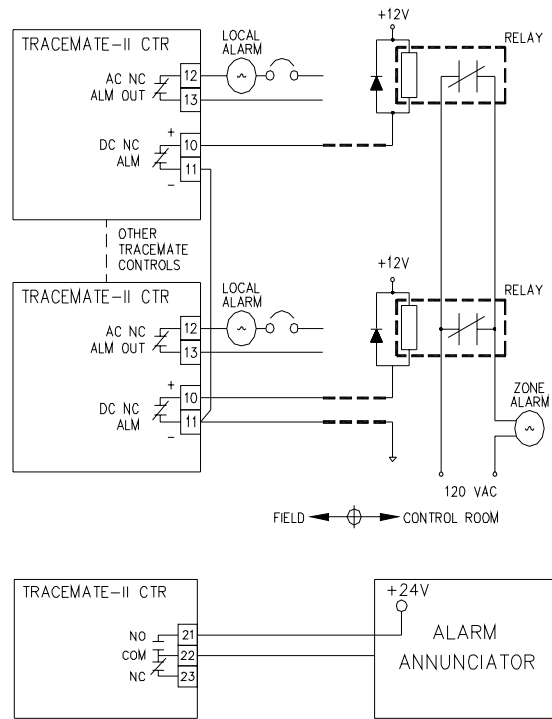 +12V
LOCAL
ALARM
RELAY
TRACEMATE-II CTR
AC NC
ALM OUT
12
13
+
DC NC
ALM
10
11
−
OTHER
TRACEMATE
CONTROLS
+12V
LOCAL
ALARM
RELAY
TRACEMATE-II CTR
AC NC
ALM OUT
12
13
+
DC NC
ALM
10
11
−
ZONE
ALARM
120 VAC
FIELD
CONTROL ROOM
TRACEMATE-II CTR
NO
COM
NC
21
22
23
+24V
ALARM
ANNUNCIATOR